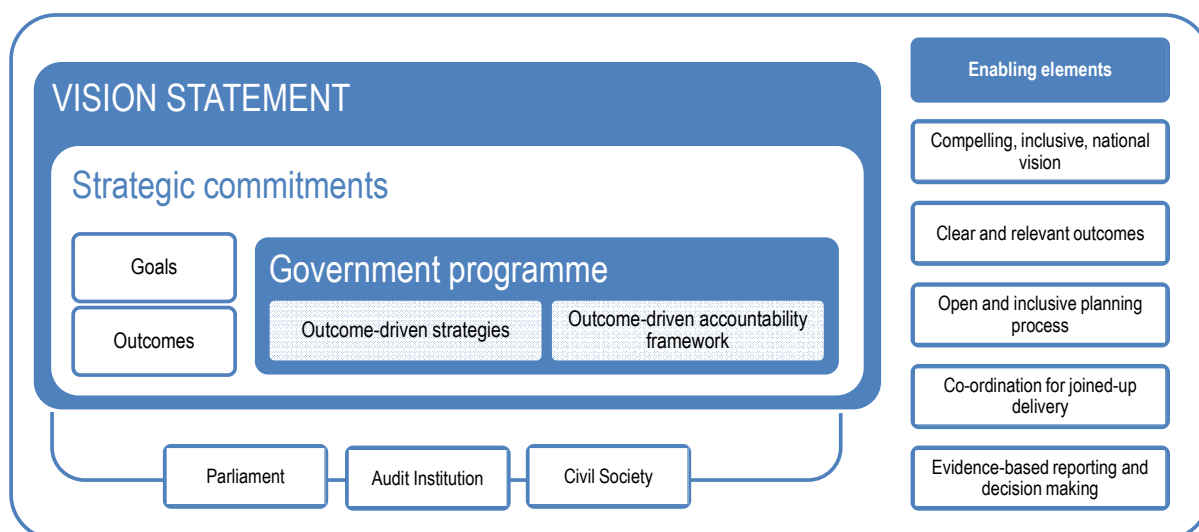 VISION STATEMENT
Strategic commitments
Goals
Outcomes
Government programme
Outcome-driven strategies
Outcome-driven accountability
framework
Parliament
Audit Institution
Civil Society
Enabling elements
Compelling, inclusive, national
vision
Clear and relevant outcomes
Open and inclusive planning
process
Co-ordination for joined-up
delivery
Evidence-based reporting and
decision making